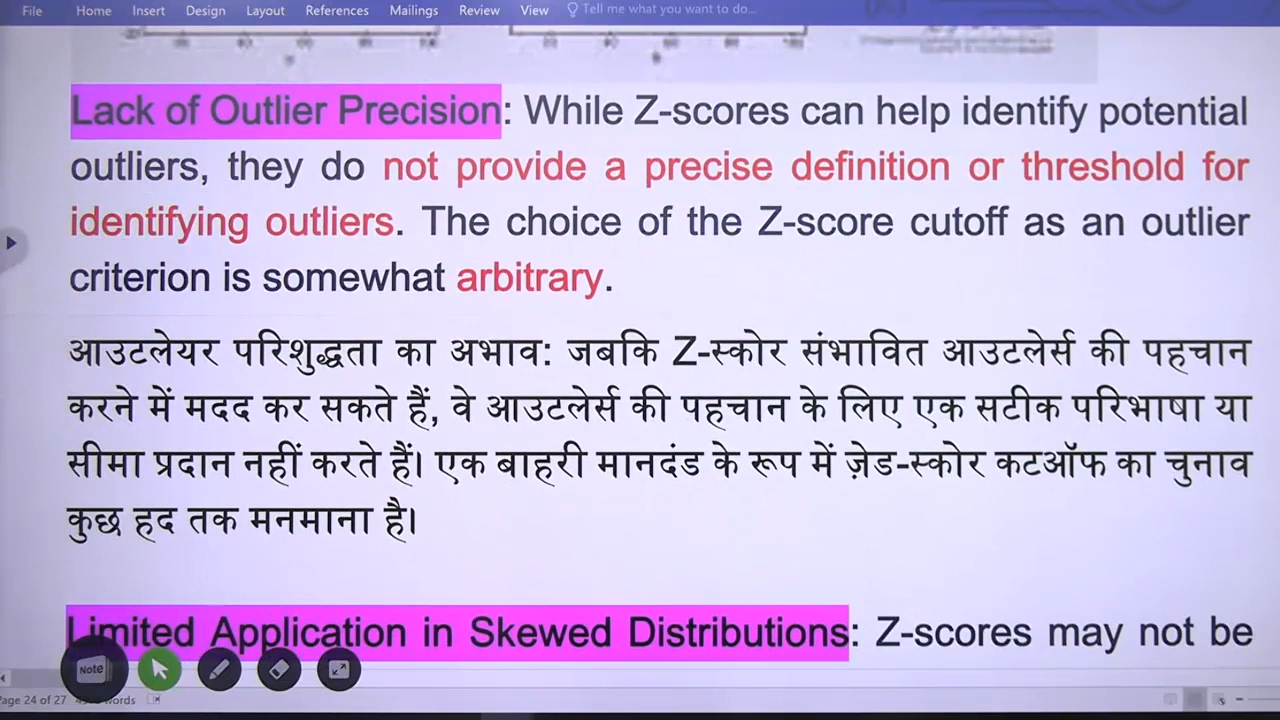 File Home Insert Design Layout References Mailings Review View Tell me what you want to do...
Lack of Outlier Precision: While Z-scores can help identify potential
outliers, they do not provide a precise definition or threshold for
identifying outliers. The choice of the Z-score cutoff as an outlier
criterion is somewhat arbitrary.
आउटलेयर परिशुद्धता का अभाव: जबकि Z-स्कोर संभावित आउटलेर्स की पहचान
करने में मदद कर सकते हैं, वे आउटलेर्स की पहचान के लिए एक सटीक परिभाषा या
सीमा प्रदान नहीं करते हैं। एक बाहरी मानदंड के रूप में ज़ेड-स्कोर कटऑफ का चुनाव
कुछ हद तक मनमाना है।
Limited Application in Skewed Distributions: Z-scores may not be
Note
Page 24 of 27 words